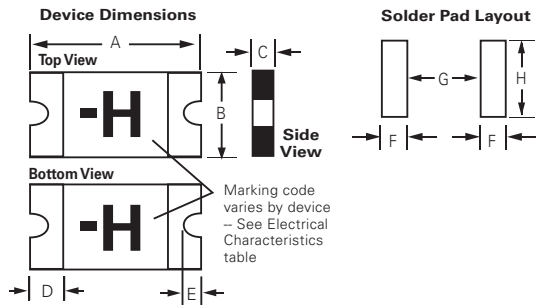 Device Dimensions
A
Top View
-H
B
C
Side
View
Bottom View
-H
Marking code
varies by device
– See Electrical
Characteristics
table
D
E
Solder Pad Layout
G
H
F
F